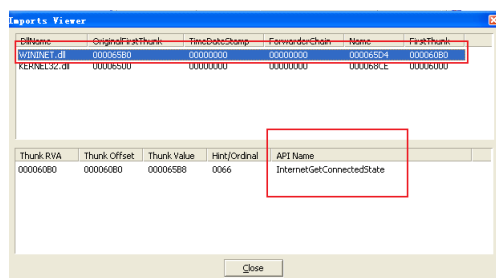 Imports Viewer
DllName OriginalFirstThunk TimeDateStamp ForwarderChain Name FirstThunk
WININET.dll 000065B0 00000000 00000000 000065D4 000060B0
KERNEL32.dll 00006500 00000000 00000000 000068CE 00006000
Thunk RVA Thunk Offset Thunk Value Hint/Ordinal API Name
000060B0 000060B0 000065B8 0066 InternetGetConnectedState
Close